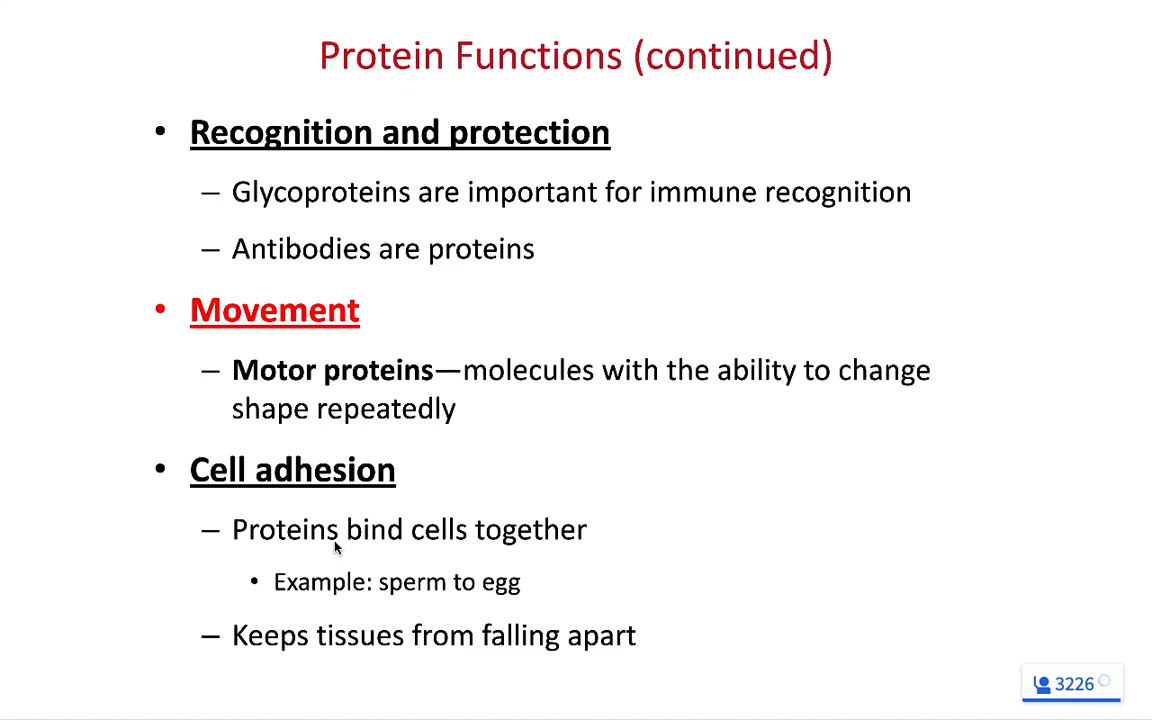 Protein Functions (continued)
• Recognition and protection
– Glycoproteins are important for immune recognition
– Antibodies are proteins
• Movement
– Motor proteins—molecules with the ability to change
shape repeatedly
• Cell adhesion
– Proteins bind cells together
• Example: sperm to egg
– Keeps tissues from falling apart
3226